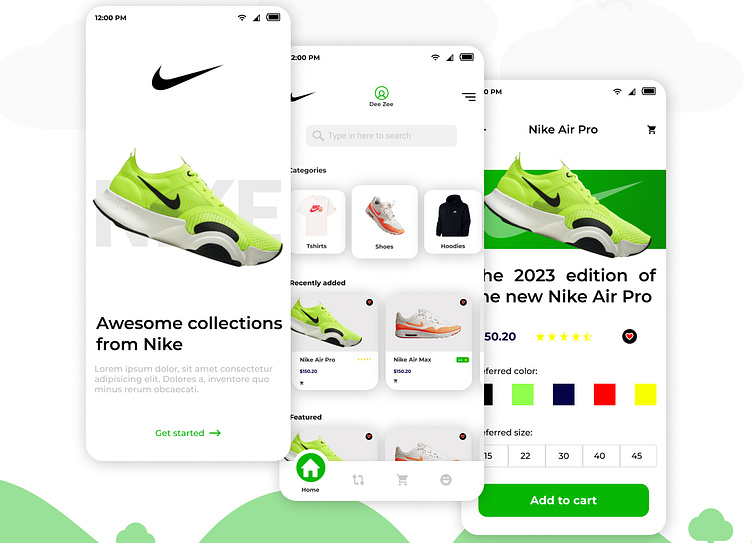 12:00 PM
NIKE
Awesome collections
from Nike
Lorem ipsum dolor, sit amet consectetur
adipisicing elit. Dolores a, inventore quo
minus rerum obcaecati.
Get started
2:00 PM
Dee Zee
Type in here to search
Categories
Tshirts
Shoes
Hoodies
Recently added
Nike Air Pro
$150.20
Nike Air Max
$150.20
Featured
Home
0 PM
Nike Air Pro
he 2023 edition of
ne new Nike Air Pro
50.20
eferred color:
eferred size:
15 22 30 40 45
Add to cart